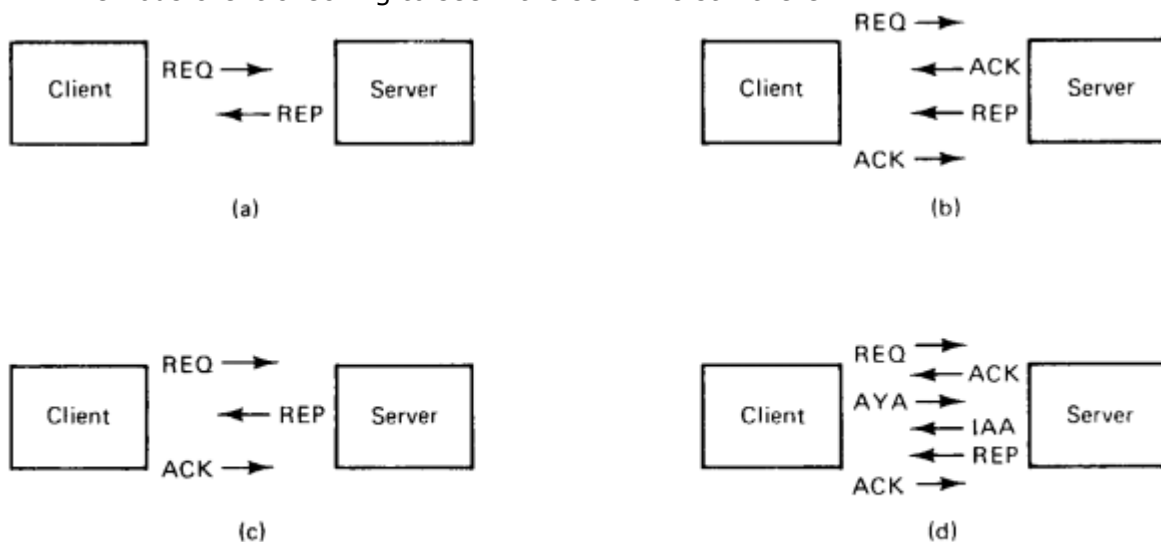 REQ
Client
Server
REP
(a)
REQ
ACK
Client
Server
REP
ACK
(b)
REQ
Client
REP
Server
ACK
(c)
REQ
ACK
Client
AYA
Server
IAA
REP
ACK
(d)